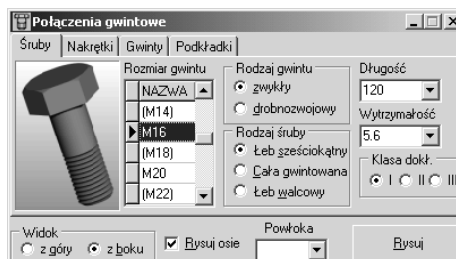 Połączenia gwintowe
Śruby Nakrętki Gwinty Podkładki
Rozmiar gwintu
NAZWA
(M14)
M16
(M18)
M20
(M22)
Rodzaj gwintu
zwykły
drobnozwojowy
Rodzaj śruby
Łeb sześciokątny
Cała gwintowana
Łeb walcowy
Długość
120
Wytrzymałość
5.6
Klasa dokł.
I II III
Widok
z góry z boku
Rysuj osie
Powłoka
Rysuj